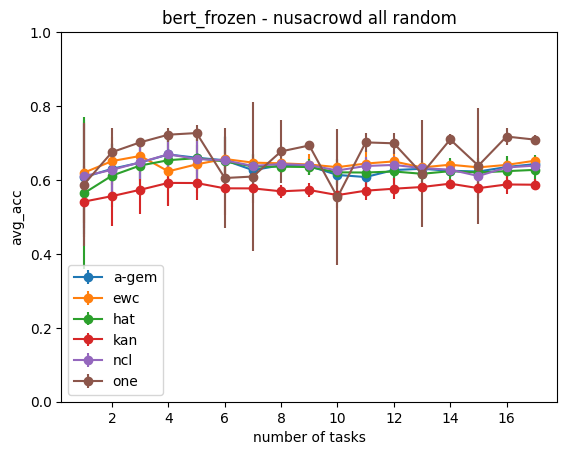 bert_frozen - nusacrowd all random
1.0
0.8
0.6
0.4
0.2
0.0
avg_acc
a-gem
ewc
hat
kan
ncl
one
2 4 6 8 10 12 14 16
number of tasks